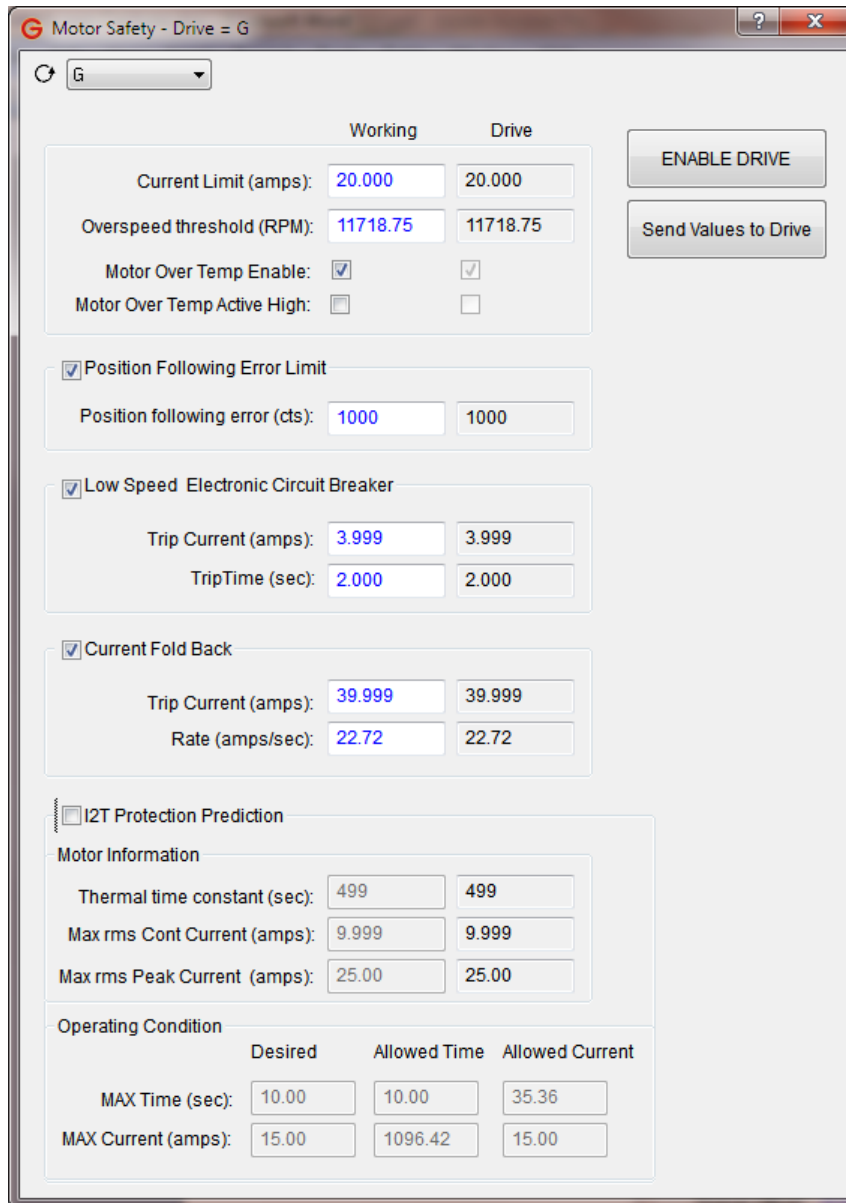 G Motor Safety - Drive = G ? X
G
Working Drive
ENABLE DRIVE
Current Limit (amps): 20.000 20.000
Overspeed threshold (RPM): 11718.75 11718.75
Send Values to Drive
Motor Over Temp Enable:
Motor Over Temp Active High:
Position Following Error Limit
Position following error (cts): 1000 1000
Low Speed Electronic Circuit Breaker
Trip Current (amps): 3.999 3.999
TripTime (sec): 2.000 2.000
Current Fold Back
Trip Current (amps): 39.999 39.999
Rate (amps/sec): 22.72 22.72
I2T Protection Prediction
Motor Information
Thermal time constant (sec): 499 499
Max rms Cont Current (amps): 9.999 9.999
Max rms Peak Current (amps): 25.00 25.00
Operating Condition
Desired Allowed Time Allowed Current
MAX Time (sec): 10.00 10.00 35.36
MAX Current (amps): 15.00 1096.42 15.00